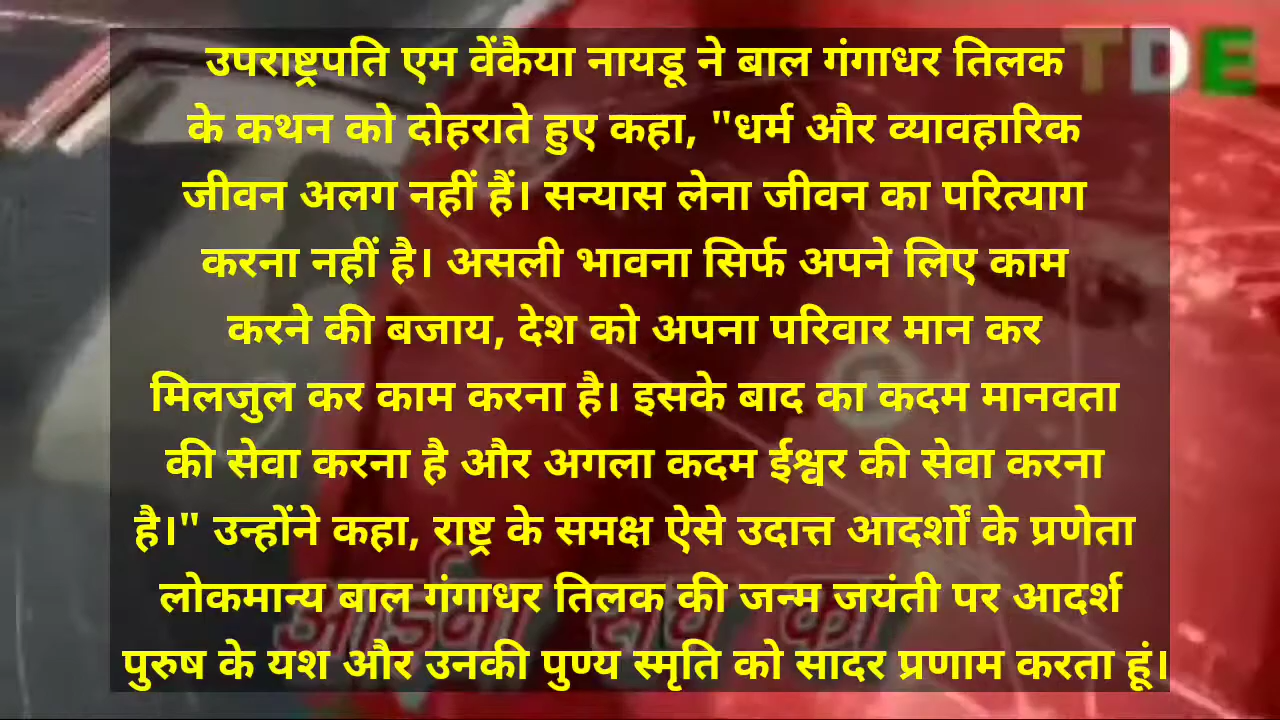 TDE
उपराष्ट्रपति एम वेंकैया नायडू ने बाल गंगाधर तिलक
के कथन को दोहराते हुए कहा, "धर्म और व्यावहारिक
जीवन अलग नहीं हैं। सन्यास लेना जीवन का परित्याग
करना नहीं है। असली भावना सिर्फ अपने लिए काम
करने की बजाय, देश को अपना परिवार मान कर
मिलजुल कर काम करना है। इसके बाद का कदम मानवता
की सेवा करना है और अगला कदम ईश्वर की सेवा करना
है।" उन्होंने कहा, राष्ट्र के समक्ष ऐसे उदात्त आदर्शों के प्रणेता
लोकमान्य बाल गंगाधर तिलक की जन्म जयंती पर आदर्श
आईना सच का
पुरुष के यश और उनकी पुण्य स्मृति को सादर प्रणाम करता हूं।